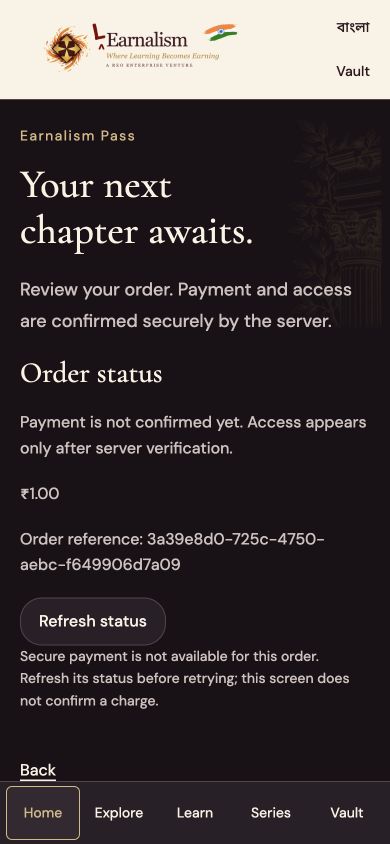 Earnalism
Where Learning Becomes Earning
A REO ENTERPRISE VENTURE
বাংলা
Vault
Earnalism Pass
Your next
chapter awaits.
Review your order. Payment and access
are confirmed securely by the server.
Order status
Payment is not confirmed yet. Access appears
only after server verification.
₹1.00
Order reference: 3a39e8d0-725c-4750-
aebc-f649906d7a09
Refresh status
Secure payment is not available for this order.
Refresh its status before retrying; this screen does
not confirm a charge.
Back
Home Explore Learn Series Vault